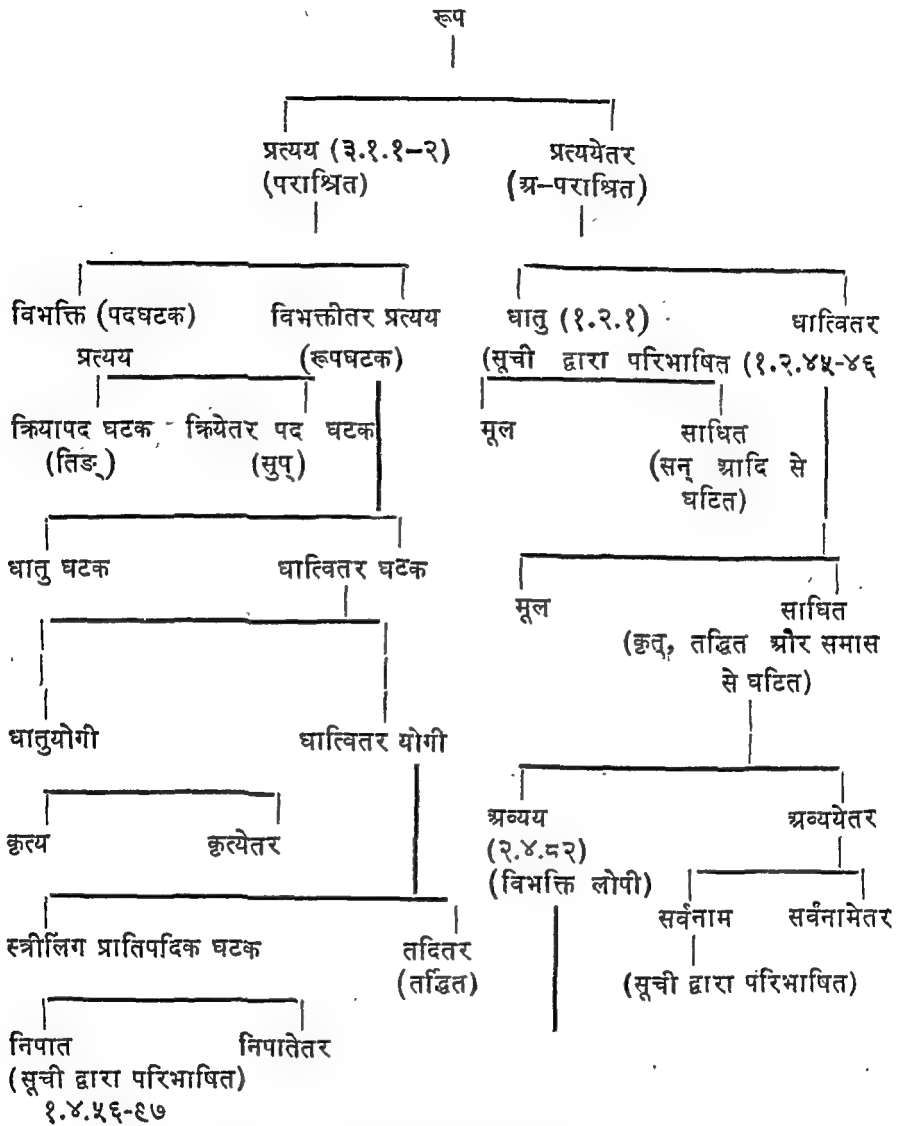 रूप
प्रत्यय (३.१.१-२) प्रत्ययेतर
(पराश्रित) (अ-पराश्रित)
विभक्ति (पदघटक) विभक्तीतर प्रत्यय धातु (१.२.१) धात्वितर
प्रत्यय (रूपघटक) (सूची द्वारा परिभाषित (१.२.४५-४६
क्रियापद घटक - क्रियेतर पद घटक मूल साधित
(तिङ्) (सुप्) (सन् आदि से
घटित)
धातु घटक धात्वितर घटक
मूल साधित
(कृत्, तद्धित और समास
से घटित)
धातुयोगी धात्वितर योगी
कृत्य कृत्येतर अव्यय अव्ययेतर
(२.४.८२)
(विभक्ति लोपी)
स्त्रीलिंग प्रातिपदिक घटक तदितर सर्वनाम सर्वनामेतर
(तद्धित) (सूची द्वारा परिभाषित)
निपात निपातेतर
(सूची द्वारा परिभाषित)
१.४.५६-९७